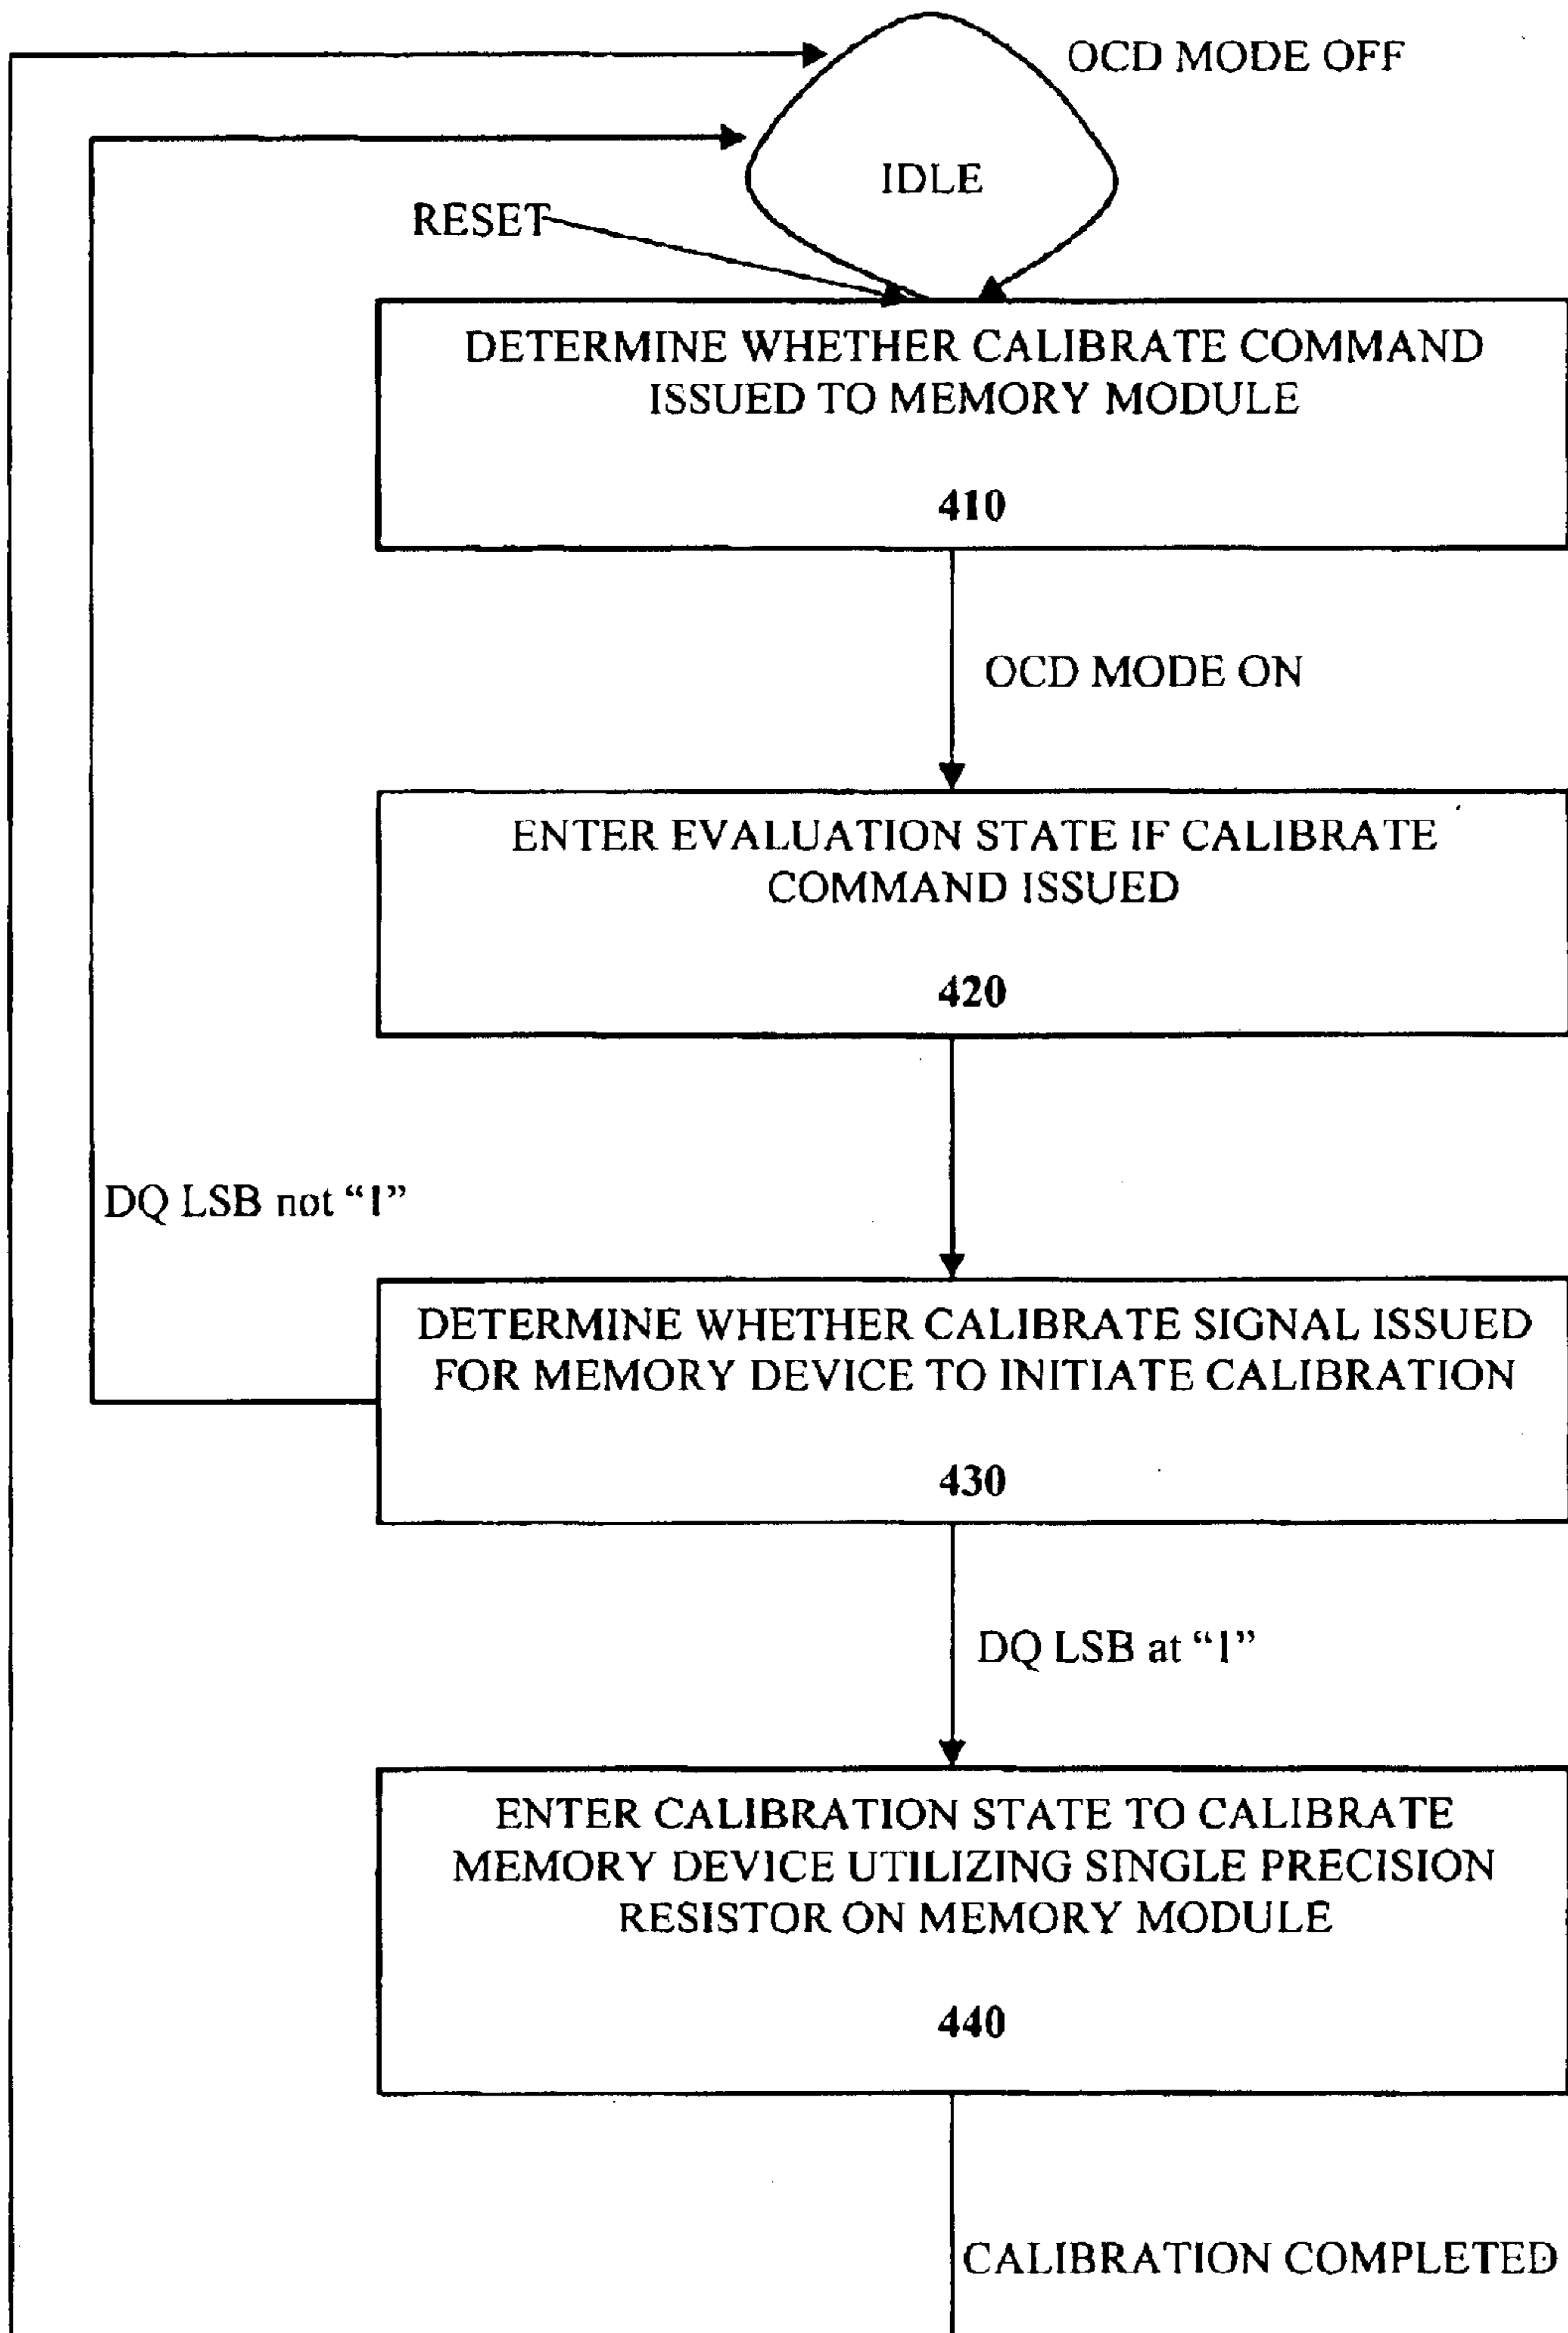 OCD MODE OFF
IDLE
RESET
DETERMINE WHETHER CALIBRATE COMMAND
ISSUED TO MEMORY MODULE
410
OCD MODE ON
ENTER EVALUATION STATE IF CALIBRATE
COMMAND ISSUED
420
DQ LSB not “1”
DETERMINE WHETHER CALIBRATE SIGNAL ISSUED
FOR MEMORY DEVICE TO INITIATE CALIBRATION
430
DQ LSB at “1”
ENTER CALIBRATION STATE TO CALIBRATE
MEMORY DEVICE UTILIZING SINGLE PRECISION
RESISTOR ON MEMORY MODULE
440
CALIBRATION COMPLETED